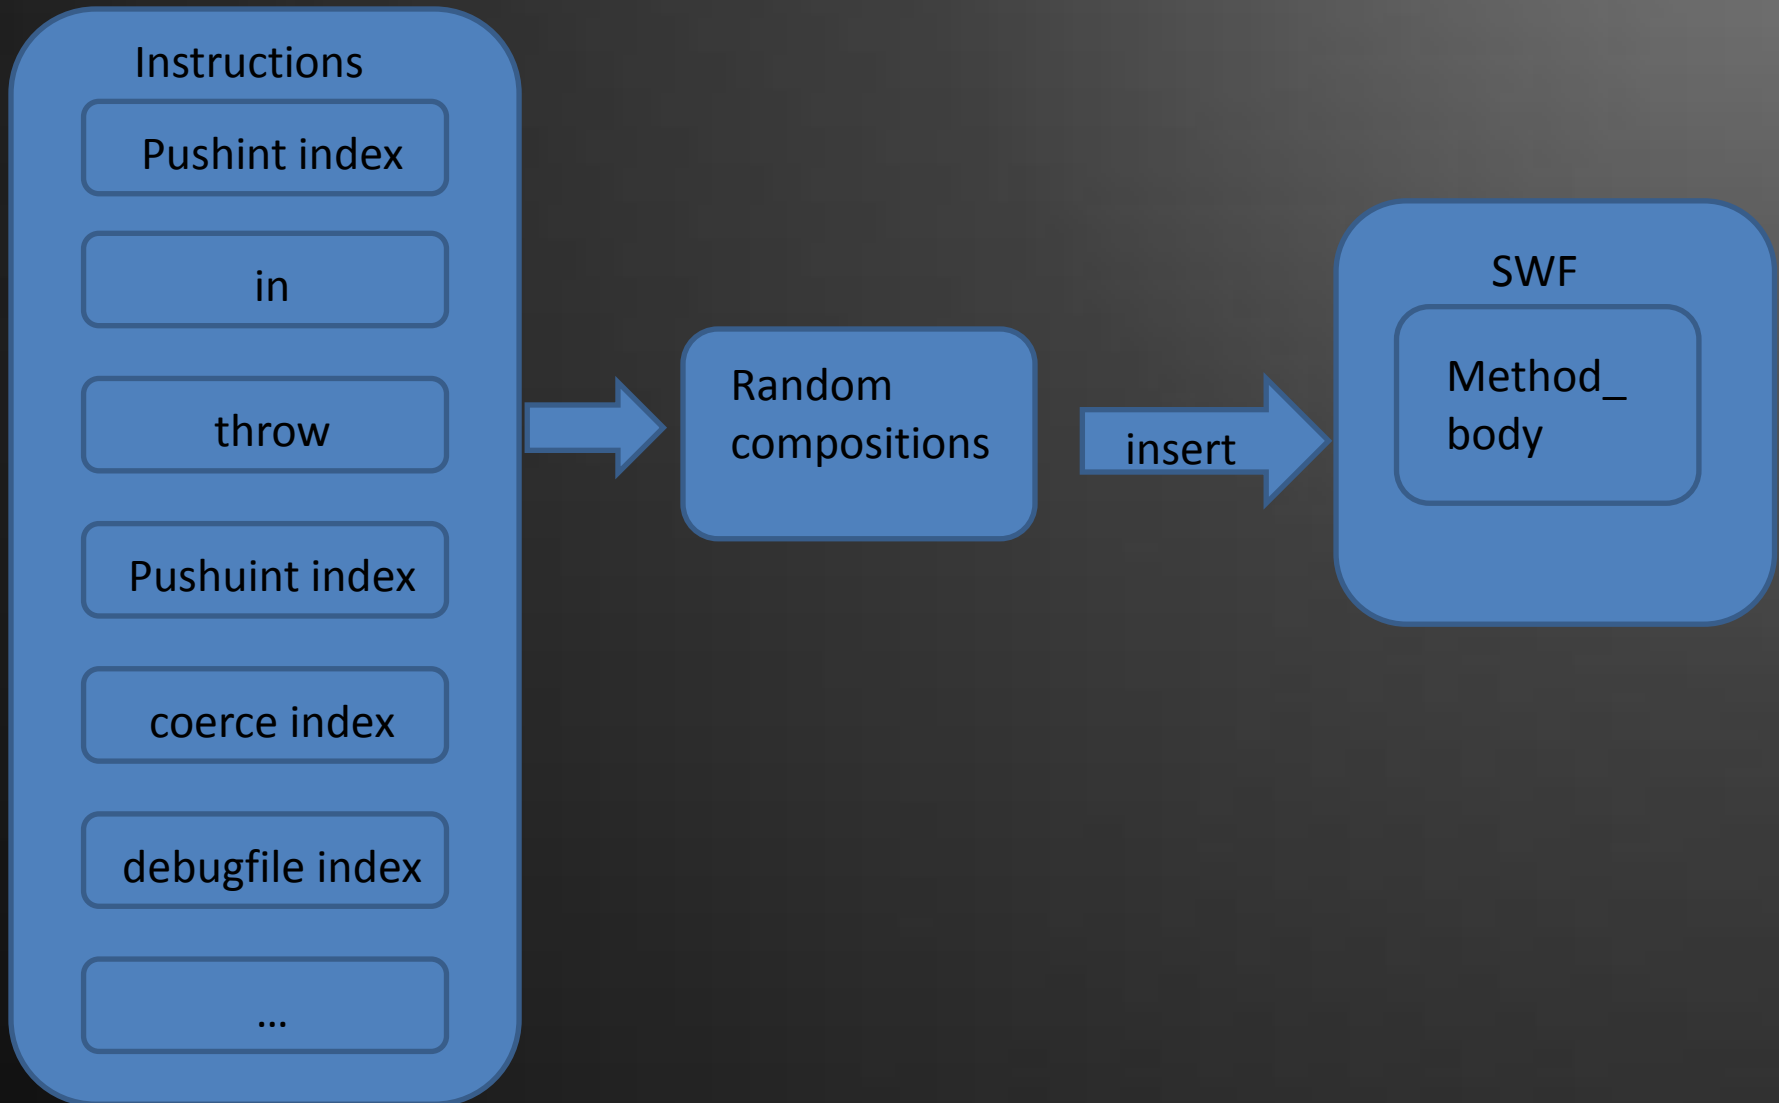 Instructions
Pushint index
in
throw
Pushuint index
coerce index
debugfile index
...
Random
compositions
insert
SWF
Method_
body